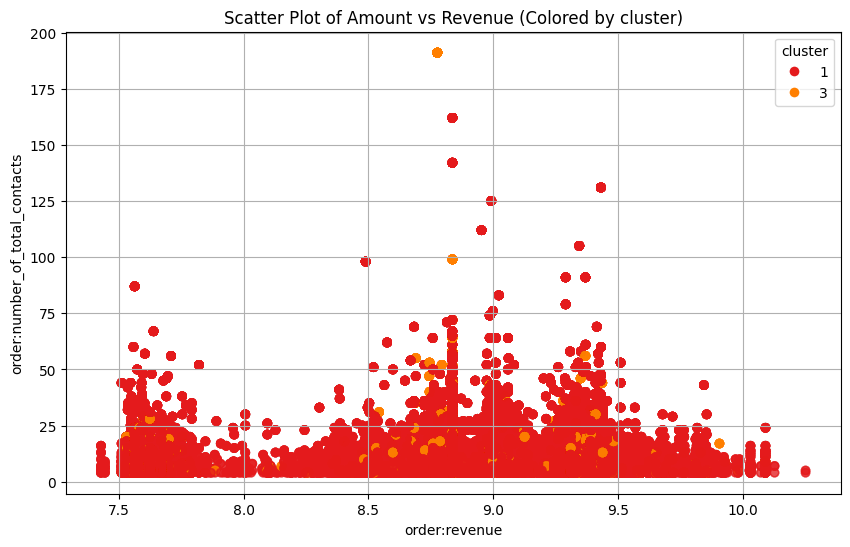 Scatter Plot of Amount vs Revenue (Colored by cluster)
cluster
1
3
order:number_of_total_contacts
200
175
150
125
100
75
50
25
0
7.5 8.0 8.5 9.0 9.5 10.0
order:revenue